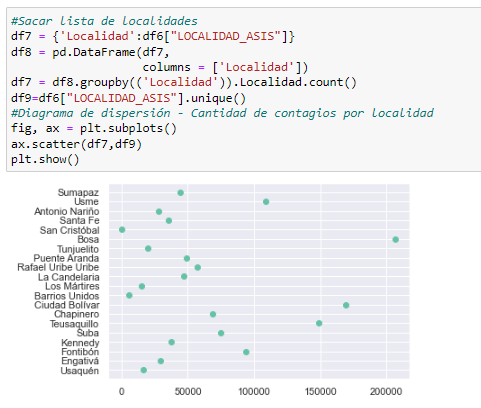 #Sacar lista de localidades
df7 = {'Localidad':df6["LOCALIDAD_ASIS"]}
df8 = pd.DataFrame(df7,
columns = ['Localidad'])
df7 = df8.groupby(('Localidad')).Localidad.count()
df9=df6["LOCALIDAD_ASIS"].unique()
#Diagrama de dispersión - Cantidad de contagios por localidad
fig, ax = plt.subplots()
ax.scatter(df7,df9)
plt.show()
Sumapaz
Usme
Antonio Nariño
Santa Fe
San Cristóbal
Bosa
Tunjuelito
Puente Aranda
Rafael Uribe Uribe
La Candelaria
Los Mártires
Barrios Unidos
Ciudad Bolívar
Chapinero
Teusaquillo
Suba
Kennedy
Fontibón
Engativá
Usaquén
0 50000 100000 150000 200000